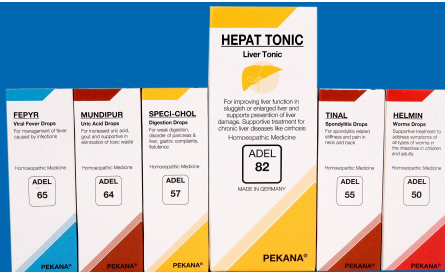 FEPYR
Viral Fever Drops
For management of fever
caused by infections
Homoeopathic Medicine
ADEL
65
PEKANA®
MUNDIPUR
Uric Acid Drops
For increased uric acid,
gout and supportive in
elimination of toxic waste
Homoeopathic Medicine
ADEL
64
PEKANA®
SPECI-CHOL
Digestion Drops
For weak digestion,
disorder of pancreas &
liver, gastric complaints,
flatulence
Homoeopathic Medicine
ADEL
57
PEKANA®
HEPAT TONIC
Liver Tonic
For improving liver function in
sluggish or enlarged liver and
supports prevention of liver
damage. Supportive treatment for
chronic liver diseases like cirrhosis
Homoeopathic Medicine
ADEL
82
MADE IN GERMANY
PEKANA®
TINAL
Spondylitis Drops
For spondylitis related
stiffness and pain in
neck and back
Homoeopathic Medicine
ADEL
55
PEKANA®
HELMIN
Worms Drops
Supportive treatment to
address symptoms of
all types of worms in
the intestines in children
and adults
Homoeopathic Medicine
ADEL
50
PEKANA®